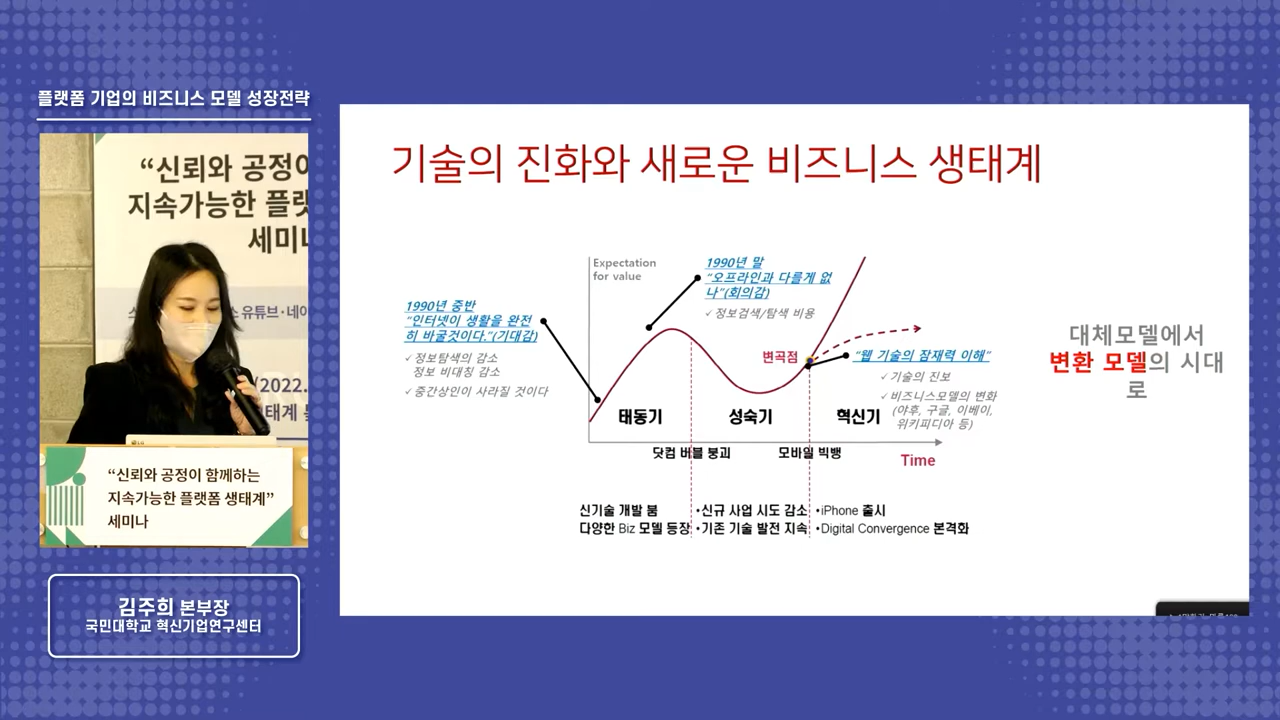 플랫폼 기업의 비즈니스 모델 성장전략
“신뢰와 공정이
지속가능한 플랫
세미나
유튜브·네이
(2022.
태계
“신뢰와 공정이 함께하는
지속가능한 플랫폼 생태계”
세미나
김주희 본부장
국민대학교 혁신기업연구센터
기술의 진화와 새로운 비즈니스 생태계
Expectation
for value
1990년 중반
“인터넷이 생활을 완전
히 바꿀것이다.”(기대감)
✓정보탐색의 감소
정보 비대칭 감소
✓중간상인이 사라질 것이다
1990년 말
“오프라인과 다를게 없
나”(회의감)
✓정보검색/탐색 비용
변곡점
“웹 기술의 잠재력 이해”
✓기술의 진보
✓비즈니스모델의 변화
(야후, 구글, 이베이,
위키피디아 등)
태동기
성숙기
혁신기
닷컴 버블 붕괴
모바일 빅뱅
Time
신기술 개발 붐
다양한 Biz 모델 등장
•신규 사업 시도 감소
•기존 기술 발전 지속
•iPhone 출시
•Digital Convergence 본격화
대체모델에서
변환 모델의 시대
로